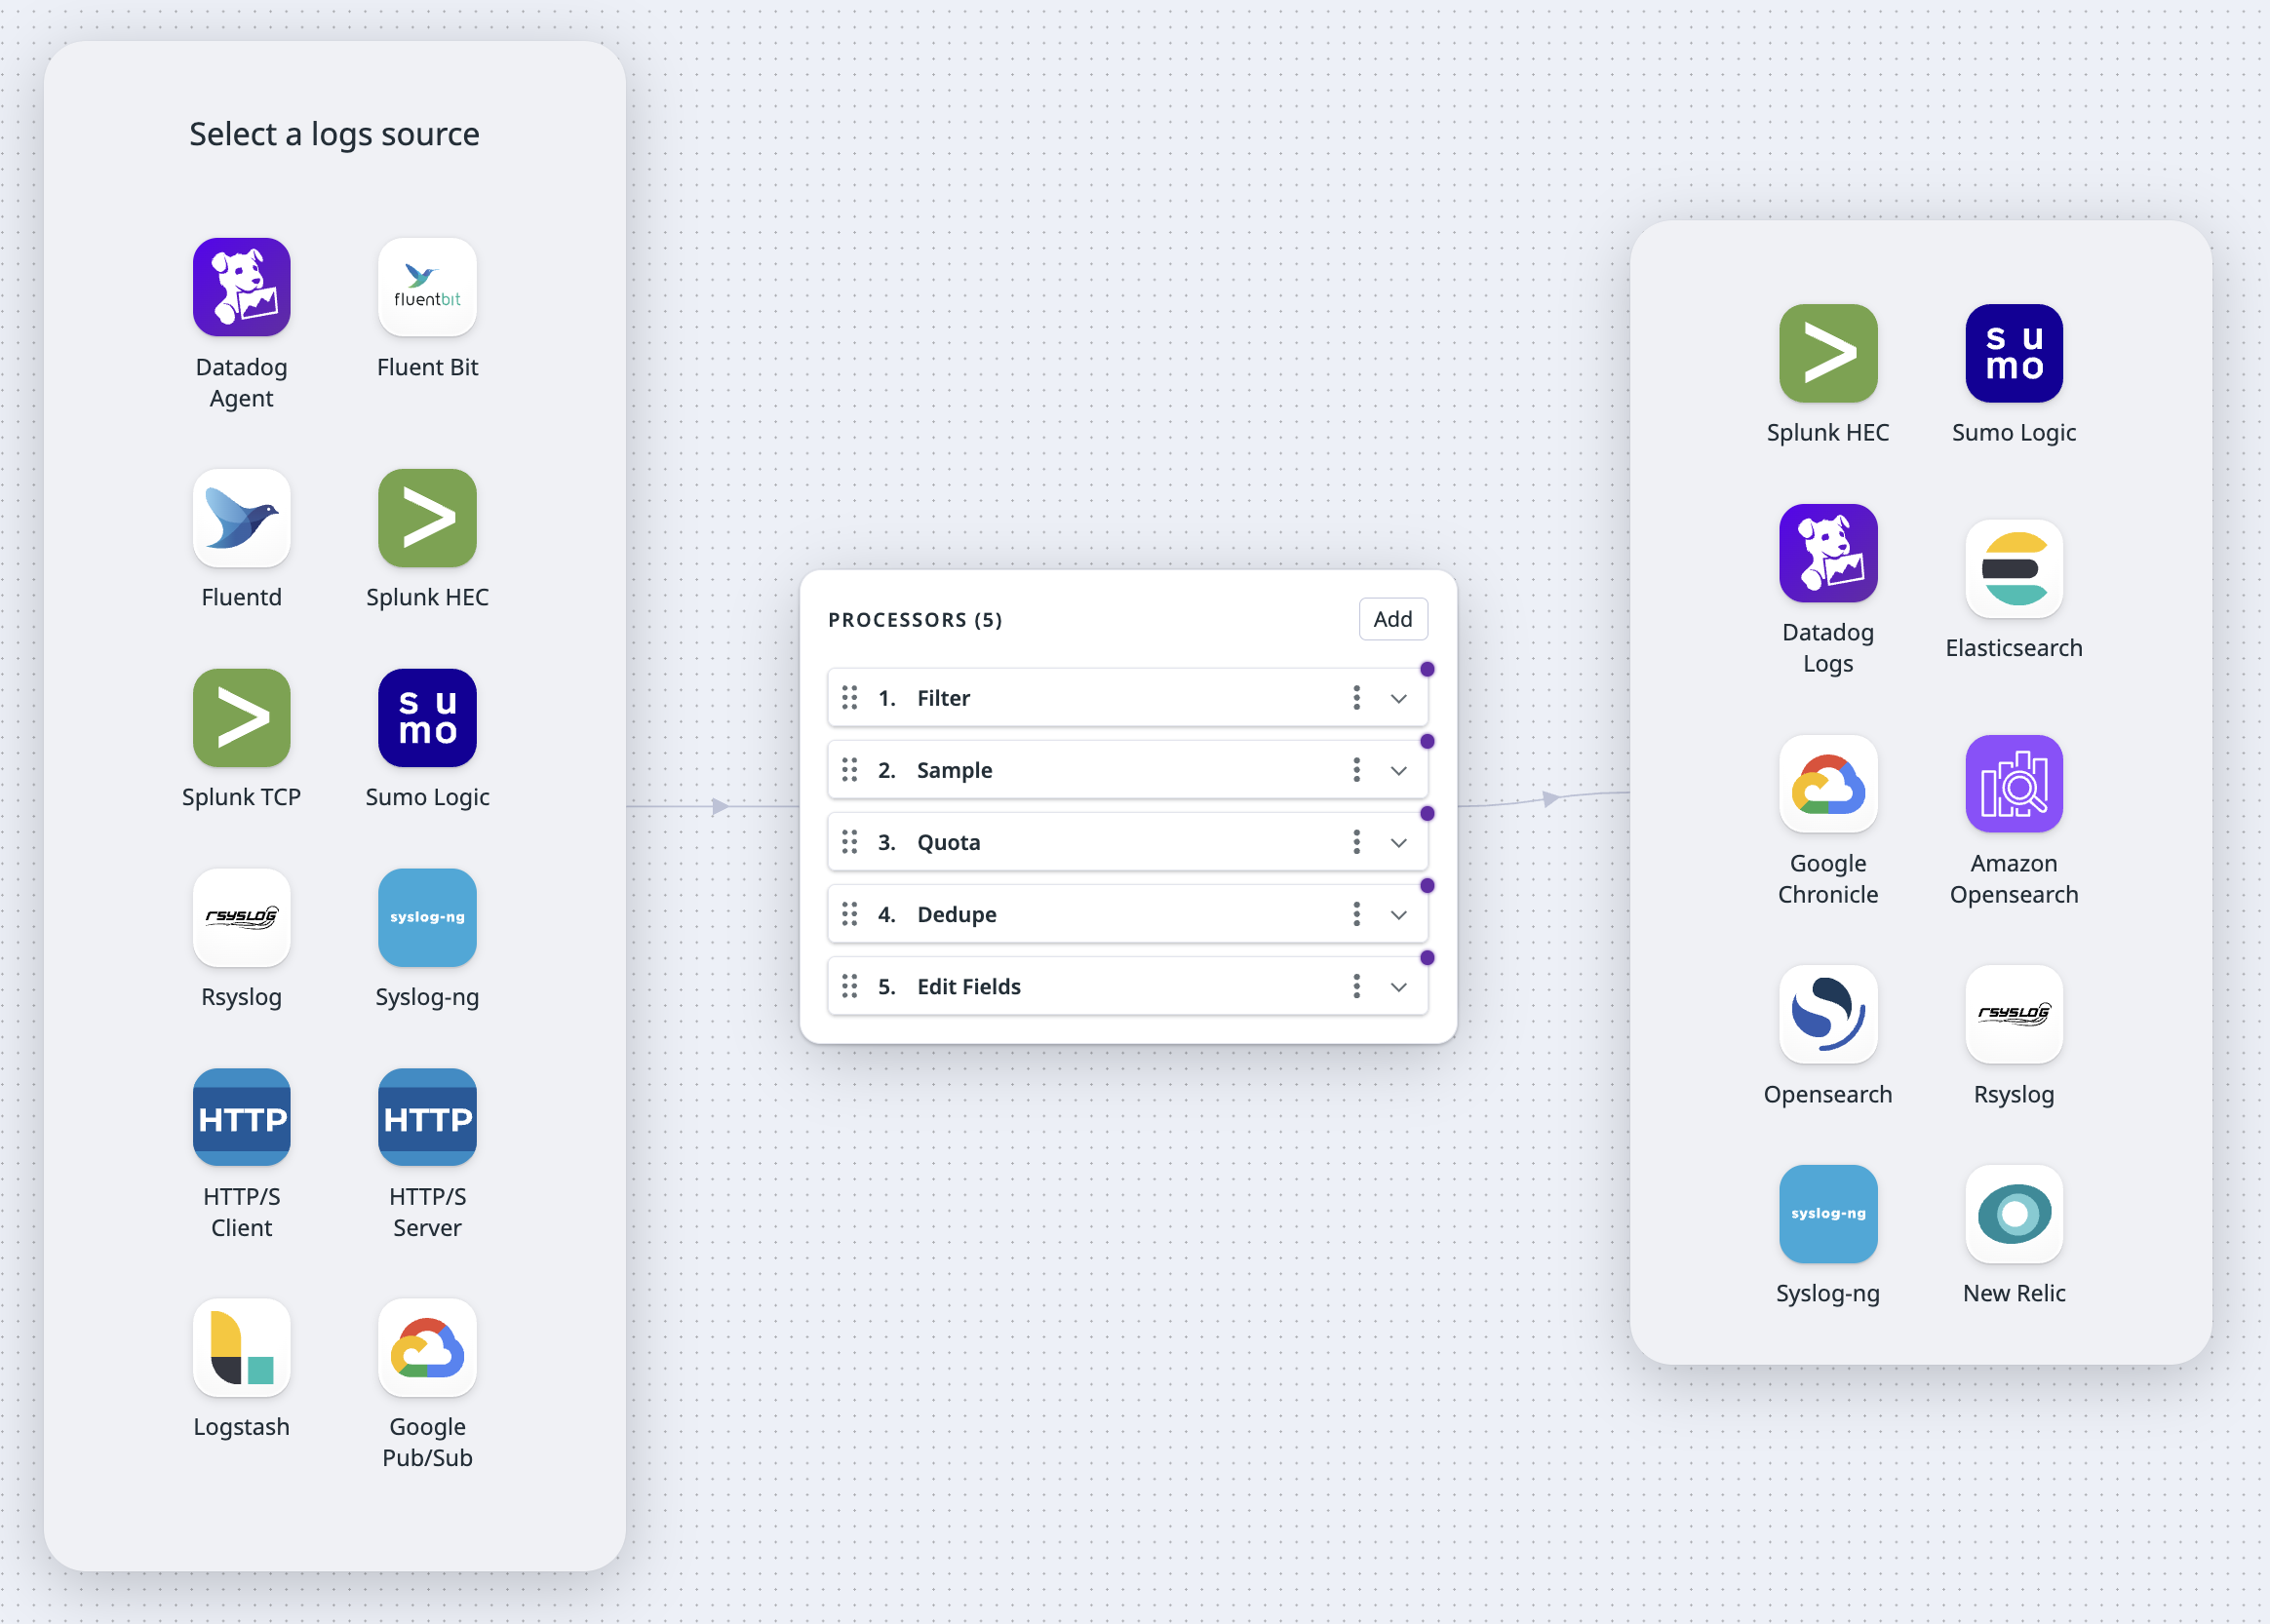 Select a logs source
fluentbit
Datadog
Agent
Fluent Bit
Fluentd
Splunk HEC
s u
mo
Splunk TCP
Sumo Logic
RSYSLOG
syslog-ng
Rsyslog
Syslog-ng
HTTP
HTTP
HTTP/S
Client
HTTP/S
Server
Logstash
Google
Pub/Sub
PROCESSORS (5)
Add
1. Filter
2. Sample
3. Quota
4. Dedupe
5. Edit Fields
s u
mo
Splunk HEC
Sumo Logic
Datadog
Logs
Elasticsearch
Google
Chronicle
Amazon
Opensearch
RSYSLOG
Opensearch
Rsyslog
syslog-ng
Syslog-ng
New Relic